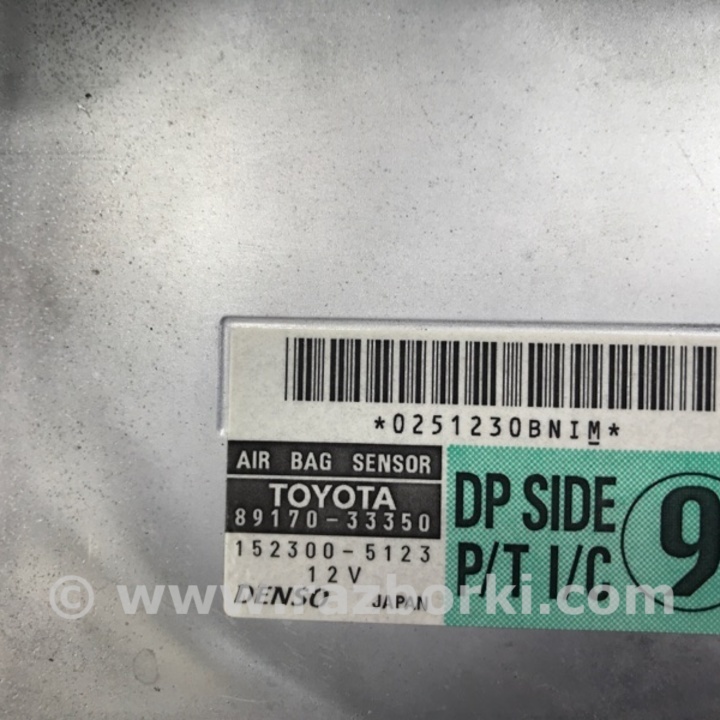 *0251230BNIM*
AIR BAG SENSOR
TOYOTA
89170-33350
152300-5123
12V
DENSO JAPAN
DP SIDE
P/T I/C
9
© www.razborki.com